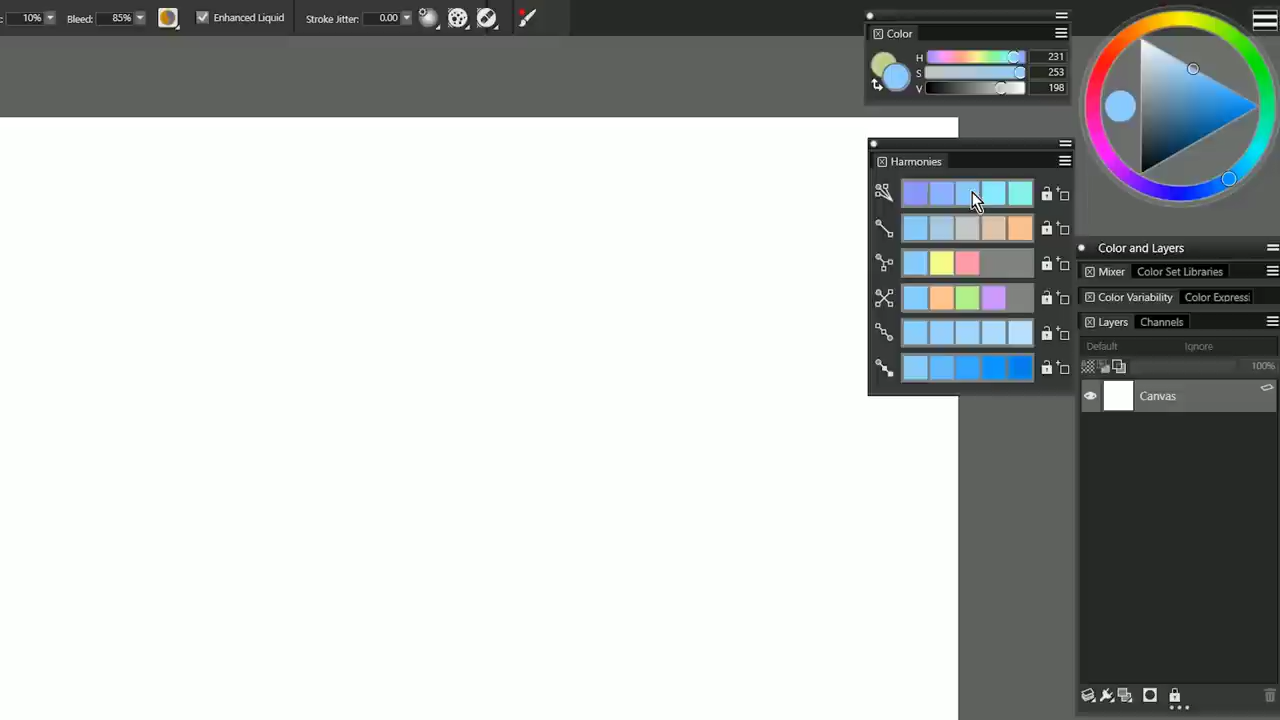 : 10% Bleed: 85% Enhanced Liquid Stroke Jitter: 0.00
Color
H 231
S 253
V 198
Harmonies
Color and Layers
Mixer Color Set Libraries
Color Variability Color Expressi
Layers Channels
Default Ignore
100%
Canvas